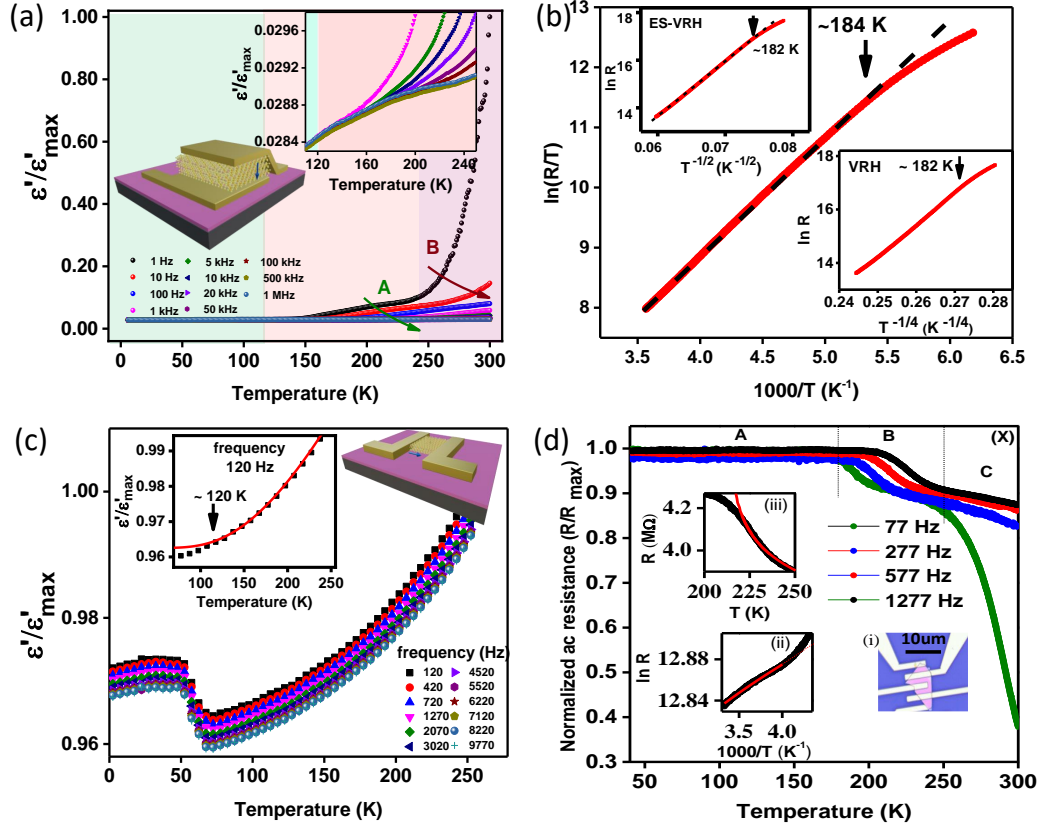 (a)
1.00
0.80
0.60
0.40
0.20
0.00
ε'/ε'max
0 50 100 150 200 250 300
Temperature (K)
ε'/ε'max
0.0292
0.0288
0.0284
120 160 200 240
Temperature (K)
A
B
1 Hz
10 Hz
100 Hz
1 kHz
5 kHz
10 kHz
20 kHz
50 kHz
100 kHz
500 kHz
1 MHz
(b)
13
12
11
10
9
8
ln(R/T)
3.0 3.5 4.0 4.5 5.0 5.5 6.0 6.5
1000/T (K-1)
~184 K
ES-VRH
~182 K
ln R
18
16
14
0.06 0.07 0.08
T-1/2 (K-1/2)
VRH
~ 182 K
ln R
18
16
14
0.24 0.25 0.26 0.27 0.28
T -1/4 (K-1/4)
(c)
1.00
0.98
0.96
ε'/ε'max
0 50 100 150 200 250 300
Temperature (K)
frequency
120 Hz
~ 120 K
ε'/ε'max
0.99
0.98
0.97
0.96
100 150 200 250
Temperature (K)
frequency (Hz)
120
420
720
1270
2070
3020
4520
5520
6220
7120
8220
9770
(d)
1.0
0.9
0.8
0.7
0.6
0.5
0.4
0.3
Normalized ac resistance (R/Rmax)
50 100 150 200 250 300
Temperature (K)
A
B
C
(X)
77 Hz
277 Hz
577 Hz
1277 Hz
(iii)
R (MΩ)
4.2
4.0
200 225 250
T (K)
(ii)
ln R
12.88
12.84
3.5 4.0
1000/T (K-1)
(i)
10um